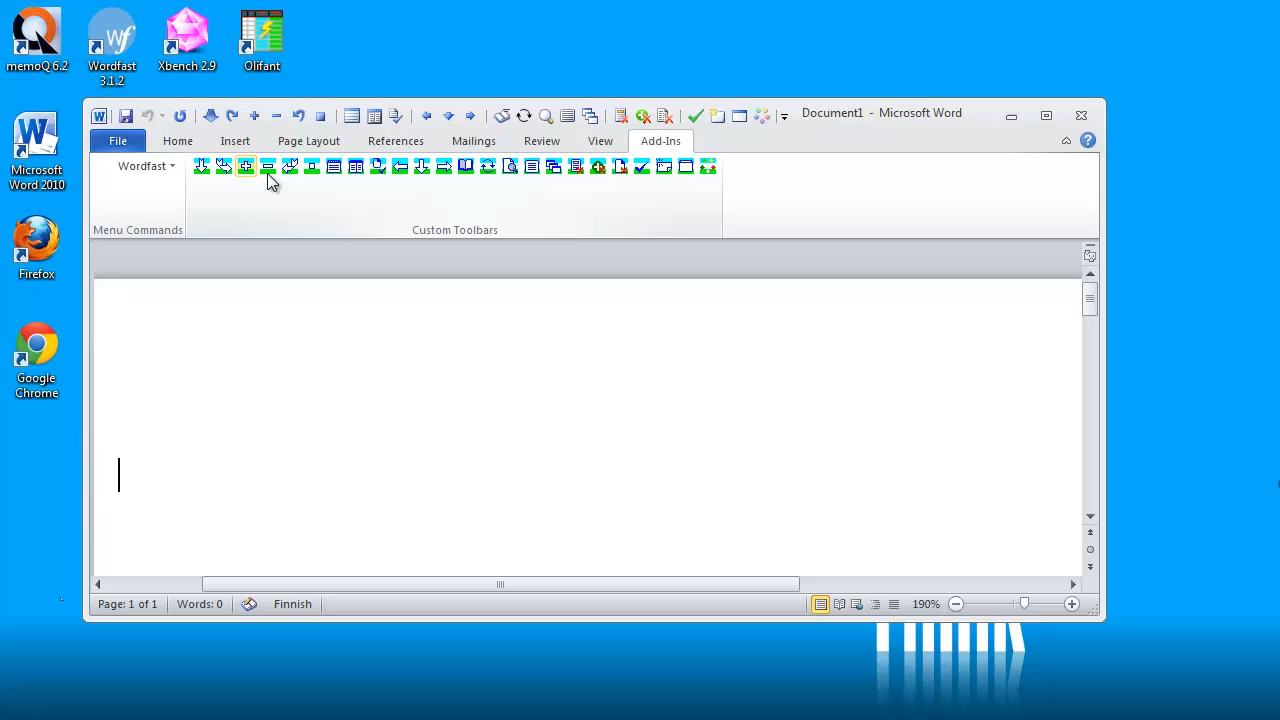 memoQ 6.2
Wordfast
3.1.2
Xbench 2.9
Olifant
Microsoft
Word 2010
Firefox
Google
Chrome
Document1 - Microsoft Word
File Home Insert Page Layout References Mailings Review View Add-Ins
Wordfast
Menu Commands Custom Toolbars
Page: 1 of 1 Words: 0 Finnish 190%